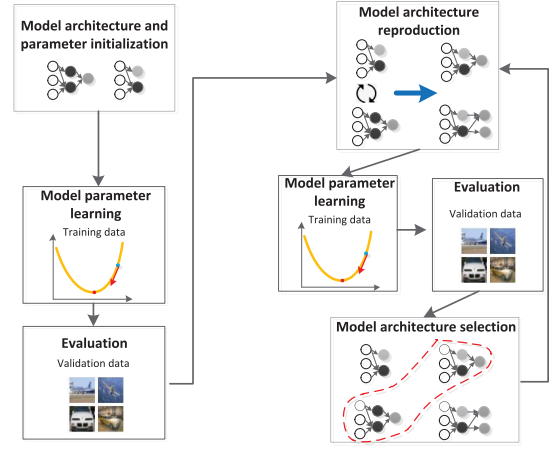 Model architecture and
parameter initialization
Model parameter
learning
Training data
Evaluation
Validation data
Model architecture
reproduction
Model parameter
learning
Training data
Evaluation
Validation data
Model architecture selection